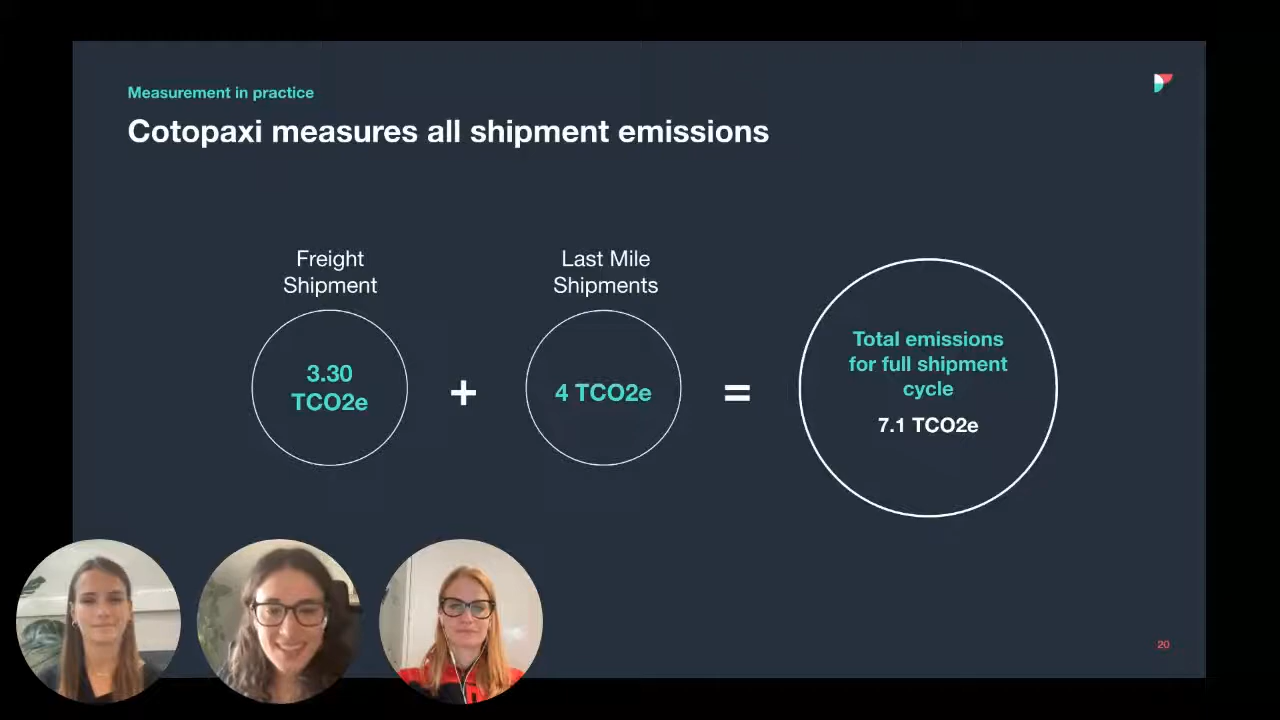 Measurement in practice
Cotopaxi measures all shipment emissions
Freight
Shipment
3.30
TCO2e
+
Last Mile
Shipments
4 TCO2e
=
Total emissions
for full shipment
cycle
7.1 TCO2e
20